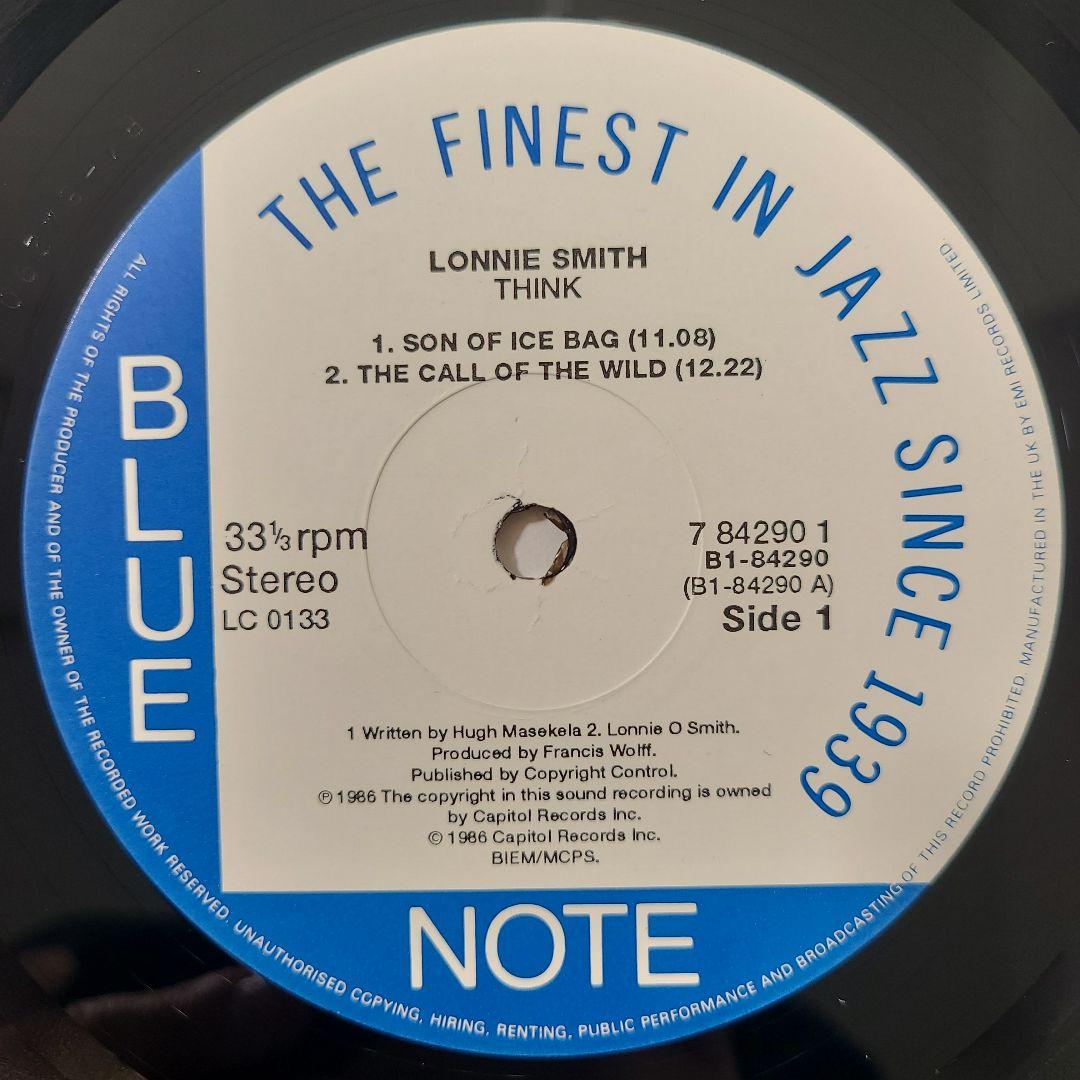 THE FINEST IN JAZZ SINCE 1939
LONNIE SMITH
THINK
1. SON OF ICE BAG (11.08)
2. THE CALL OF THE WILD (12.22)
BLUE
33⅓ rpm
Stereo
LC 0133
7 84290 1
B1-84290
(B1-84290 A)
Side 1
1 Written by Hugh Masekela 2. Lonnie O Smith.
Produced by Francis Wolff.
Published by Copyright Control.
℗ 1986 The copyright in this sound recording is owned
by Capitol Records Inc.
© 1986 Capitol Records Inc.
BIEM/MCPS.
NOTE
ALL RIGHTS OF THE PRODUCER AND OF THE OWNER OF THE RECORDED WORK RESERVED. UNAUTHORISED COPYING, HIRING, RENTING, PUBLIC PERFORMANCE AND BROADCASTING OF THIS RECORD PROHIBITED. MANUFACTURED IN THE UK BY EMI RECORDS LIMITED.